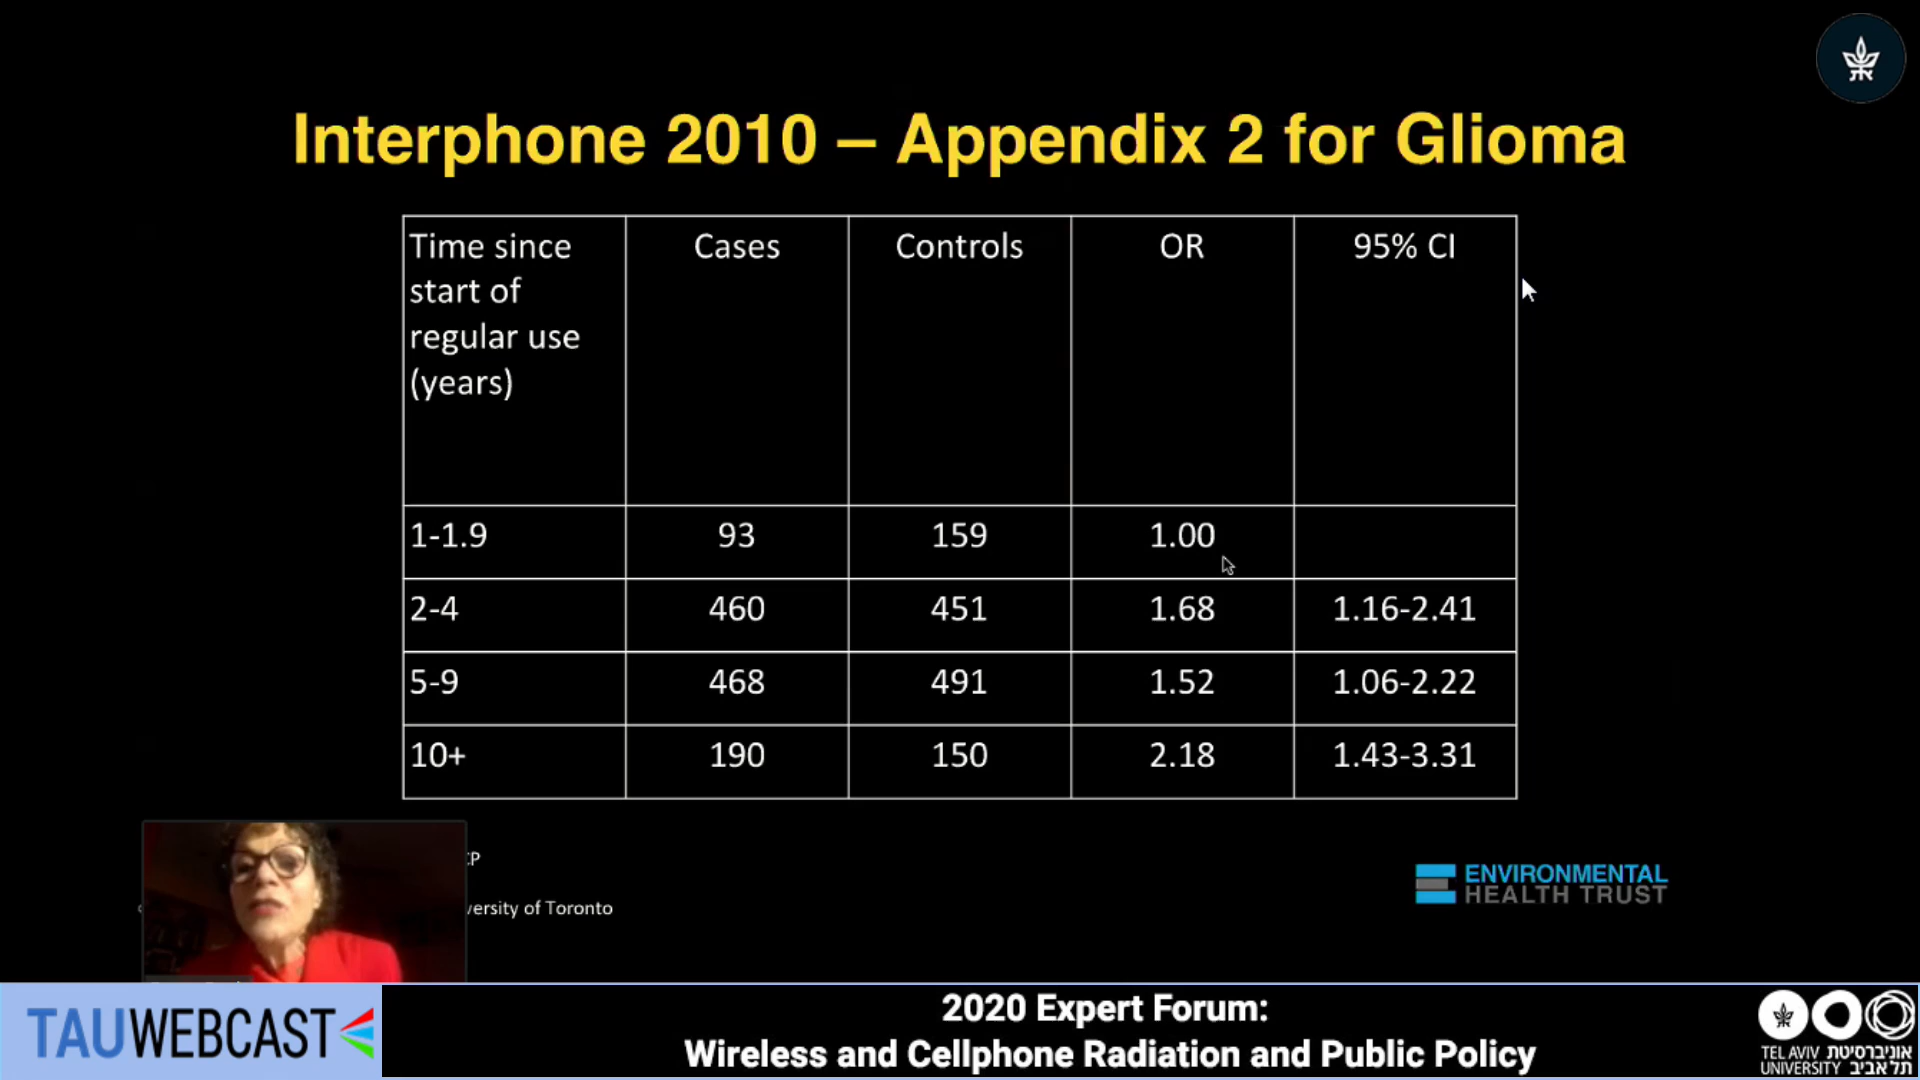 Interphone 2010 – Appendix 2 for Glioma
Time since
start of
regular use
(years)
Cases
Controls
OR
95% CI
1-1.9
93
159
1.00
2-4
460
451
1.68
1.16-2.41
5-9
468
491
1.52
1.06-2.22
10+
190
150
2.18
1.43-3.31
University of Toronto
ENVIRONMENTAL
HEALTH TRUST
TAUWEBCAST
2020 Expert Forum:
Wireless and Cellphone Radiation and Public Policy
TEL AVIV אוניברסיטת
UNIVERSITY תל אביב